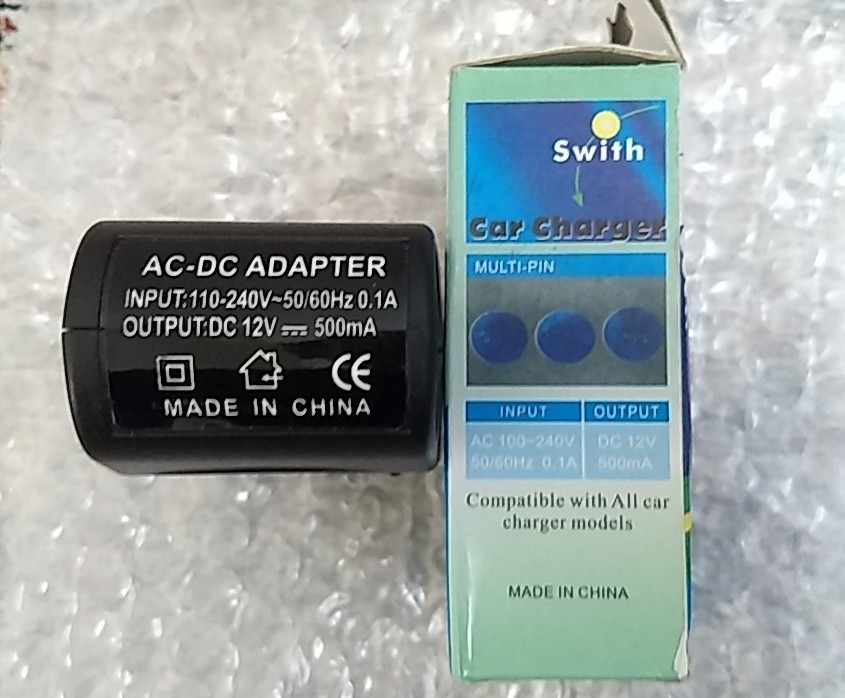 AC-DC ADAPTER
INPUT:110-240V~50/60Hz 0.1A
OUTPUT:DC 12V ⎓ 500mA
CE
MADE IN CHINA
Swith
Car Charger
MULTI-PIN
INPUT OUTPUT
AC 100-240V DC 12V
50/60Hz 0.1A 500mA
Compatible with All car
charger models
MADE IN CHINA